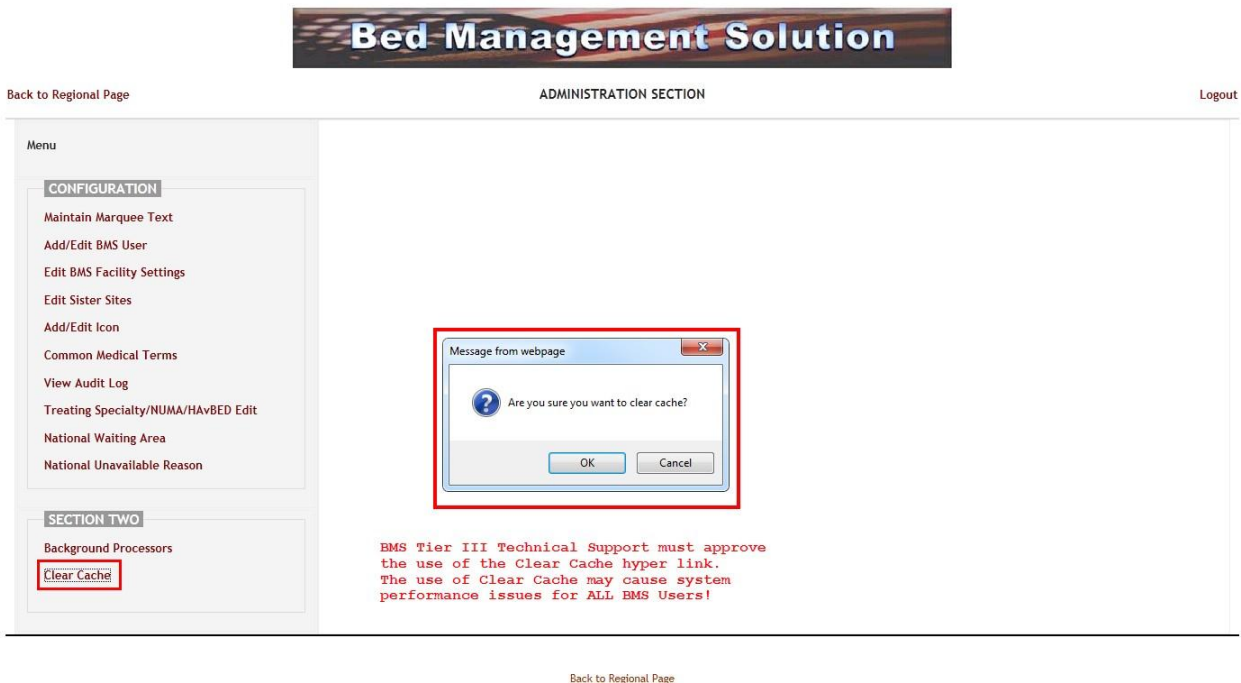 Bed Management Solution
Back to Regional Page
ADMINISTRATION SECTION
Logout
Menu
CONFIGURATION
Maintain Marquee Text
Add/Edit BMS User
Edit BMS Facility Settings
Edit Sister Sites
Add/Edit Icon
Common Medical Terms
View Audit Log
Treating Specialty/NUMA/HAvBED Edit
National Waiting Area
National Unavailable Reason
SECTION TWO
Background Processors
Clear Cache
Message from webpage
Are you sure you want to clear cache?
OK
Cancel
BMS Tier III Technical Support must approve
the use of the Clear Cache hyper link.
The use of Clear Cache may cause system
performance issues for ALL BMS Users!
Back to Regional Page